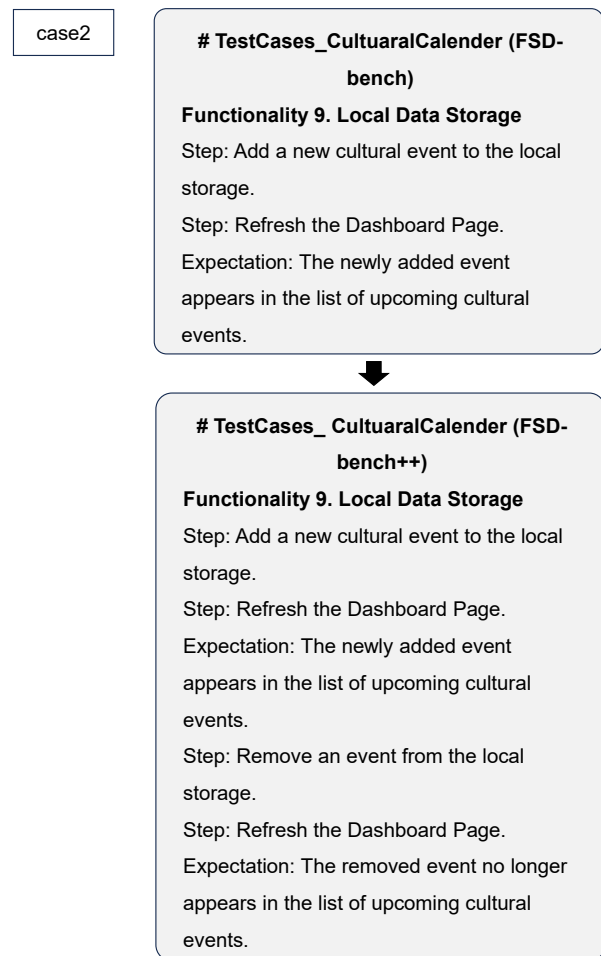 case2
# TestCases_CultuaralCalender (FSD-
bench)
Functionality 9. Local Data Storage
Step: Add a new cultural event to the local
storage.
Step: Refresh the Dashboard Page.
Expectation: The newly added event
appears in the list of upcoming cultural
events.
# TestCases_ CultuaralCalender (FSD-
bench++)
Functionality 9. Local Data Storage
Step: Add a new cultural event to the local
storage.
Step: Refresh the Dashboard Page.
Expectation: The newly added event
appears in the list of upcoming cultural
events.
Step: Remove an event from the local
storage.
Step: Refresh the Dashboard Page.
Expectation: The removed event no longer
appears in the list of upcoming cultural
events.